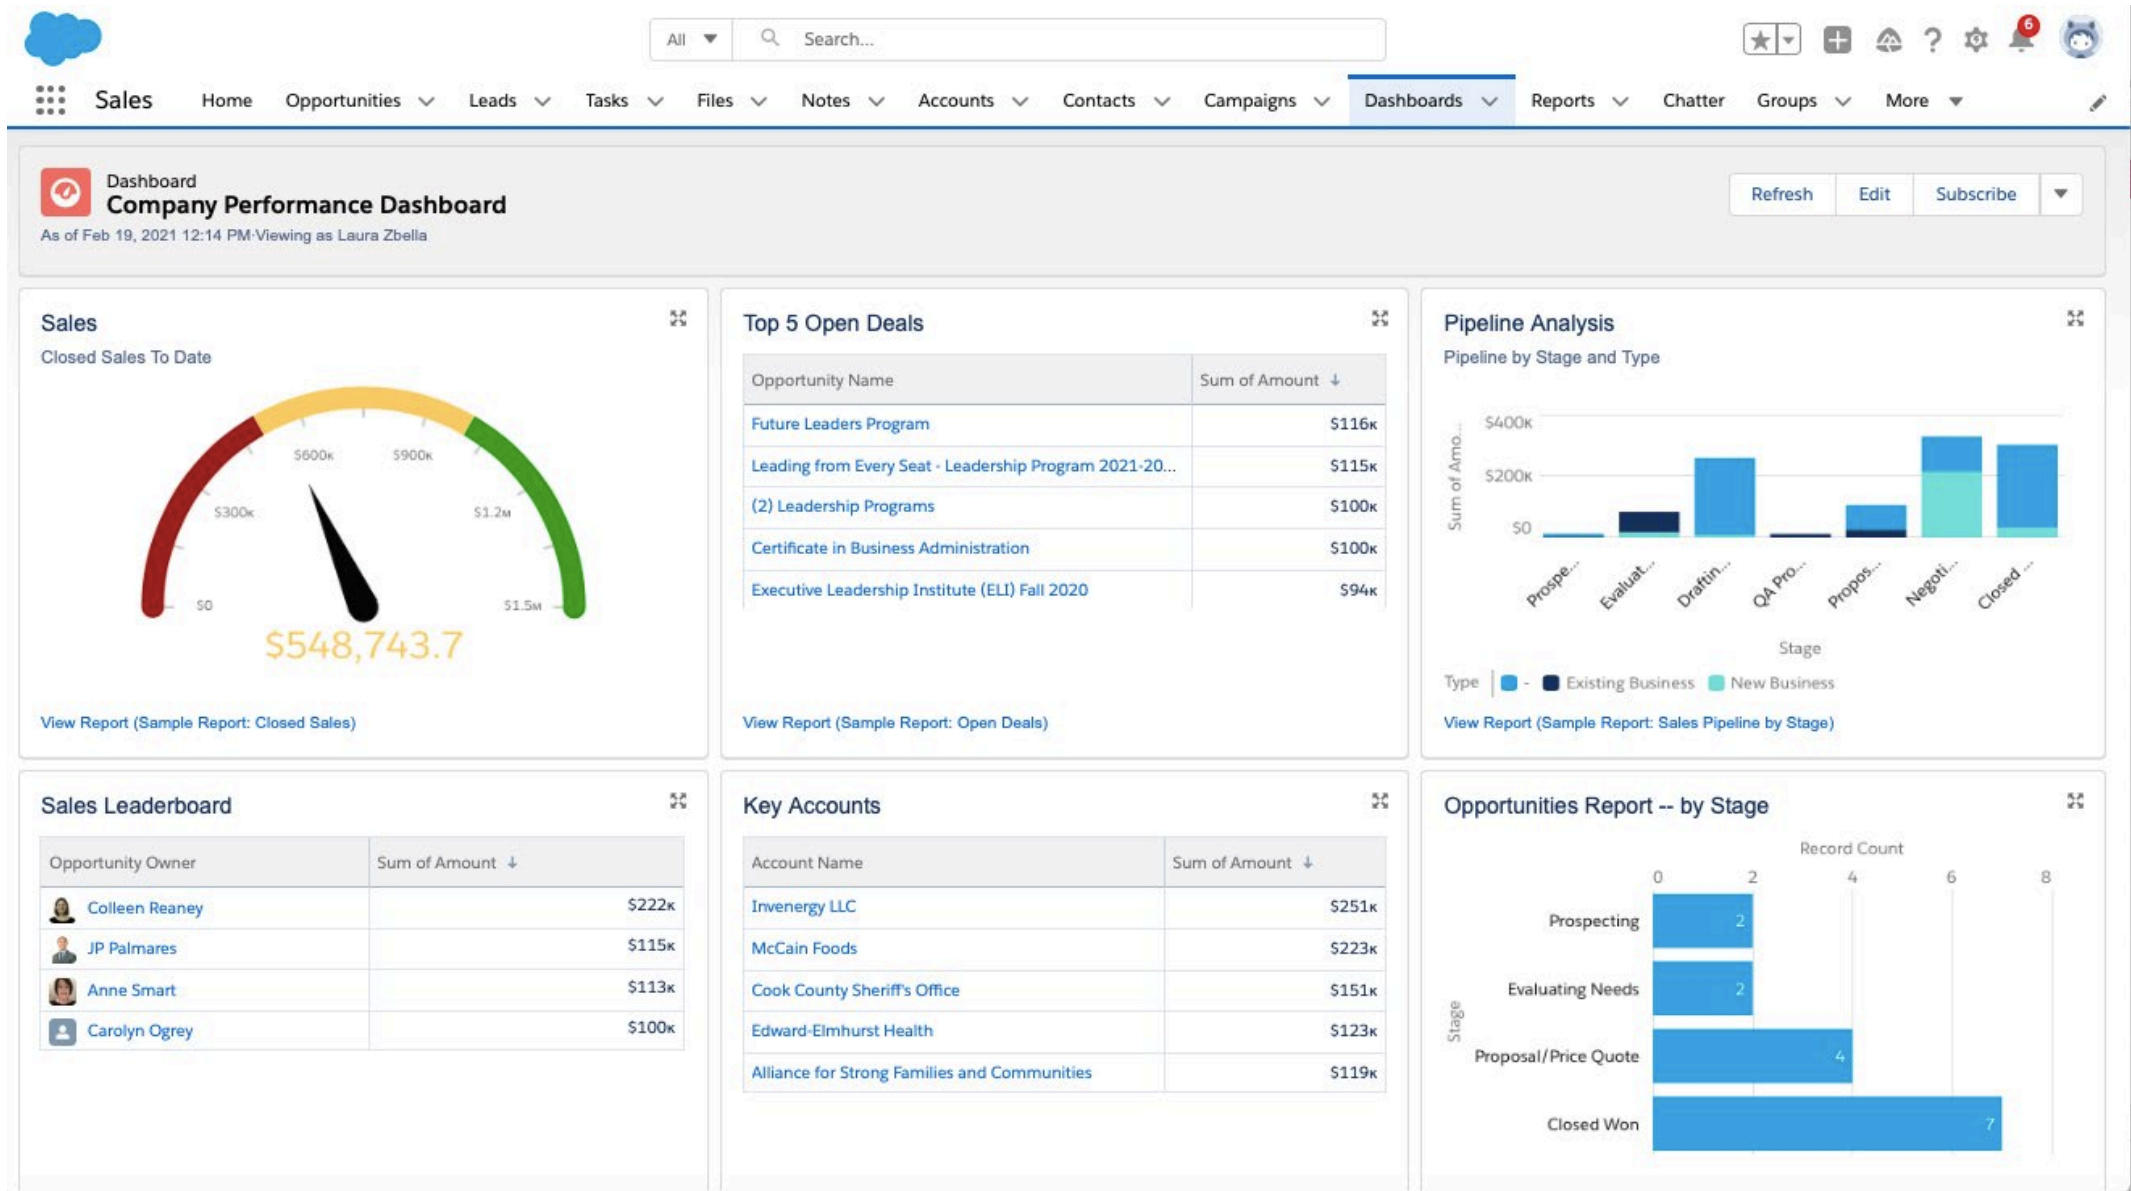 All
Search...
6
Sales
Home
Opportunities
Leads
Tasks
Files
Notes
Accounts
Contacts
Campaigns
Dashboards
Reports
Chatter
Groups
More
Dashboard
Company Performance Dashboard
As of Feb 19, 2021 12:14 PM·Viewing as Laura Zbella
Refresh
Edit
Subscribe
Sales
Closed Sales To Date
$0
$300K
$600K
$900K
$1.2M
$1.5M
$548,743.7
View Report (Sample Report: Closed Sales)
Top 5 Open Deals
Opportunity Name Sum of Amount
Future Leaders Program $116K
Leading from Every Seat - Leadership Program 2021-20... $115K
(2) Leadership Programs $100K
Certificate in Business Administration $100K
Executive Leadership Institute (ELI) Fall 2020 $94K
View Report (Sample Report: Open Deals)
Pipeline Analysis
Pipeline by Stage and Type
Sum of Amo...
$400K
$200K
$0
Prospe...
Evaluat...
Draftin...
QA Pro...
Propos...
Negoti...
Closed ...
Stage
Type - Existing Business New Business
View Report (Sample Report: Sales Pipeline by Stage)
Sales Leaderboard
Opportunity Owner Sum of Amount
Colleen Reaney $222K
JP Palmares $115K
Anne Smart $113K
Carolyn Ogrey $100K
Key Accounts
Account Name Sum of Amount
Invenergy LLC $251K
McCain Foods $223K
Cook County Sheriff's Office $151K
Edward-Elmhurst Health $123K
Alliance for Strong Families and Communities $119K
Opportunities Report -- by Stage
Record Count
0 2 4 6 8
Stage
Prospecting 2
Evaluating Needs 2
Proposal/Price Quote 4
Closed Won 7